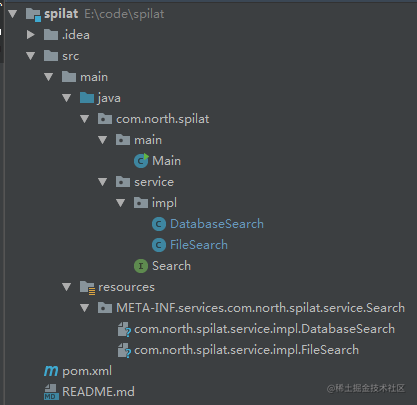 spilat E:\code\spilat
.idea
src
main
java
com.north.spilat
main
Main
service
impl
DatabaseSearch
FileSearch
Search
resources
META-INF.services.com.north.spilat.service.Search
com.north.spilat.service.impl.DatabaseSearch
com.north.spilat.service.impl.FileSearch
pom.xml
README.md
@稀土掘金技术社区